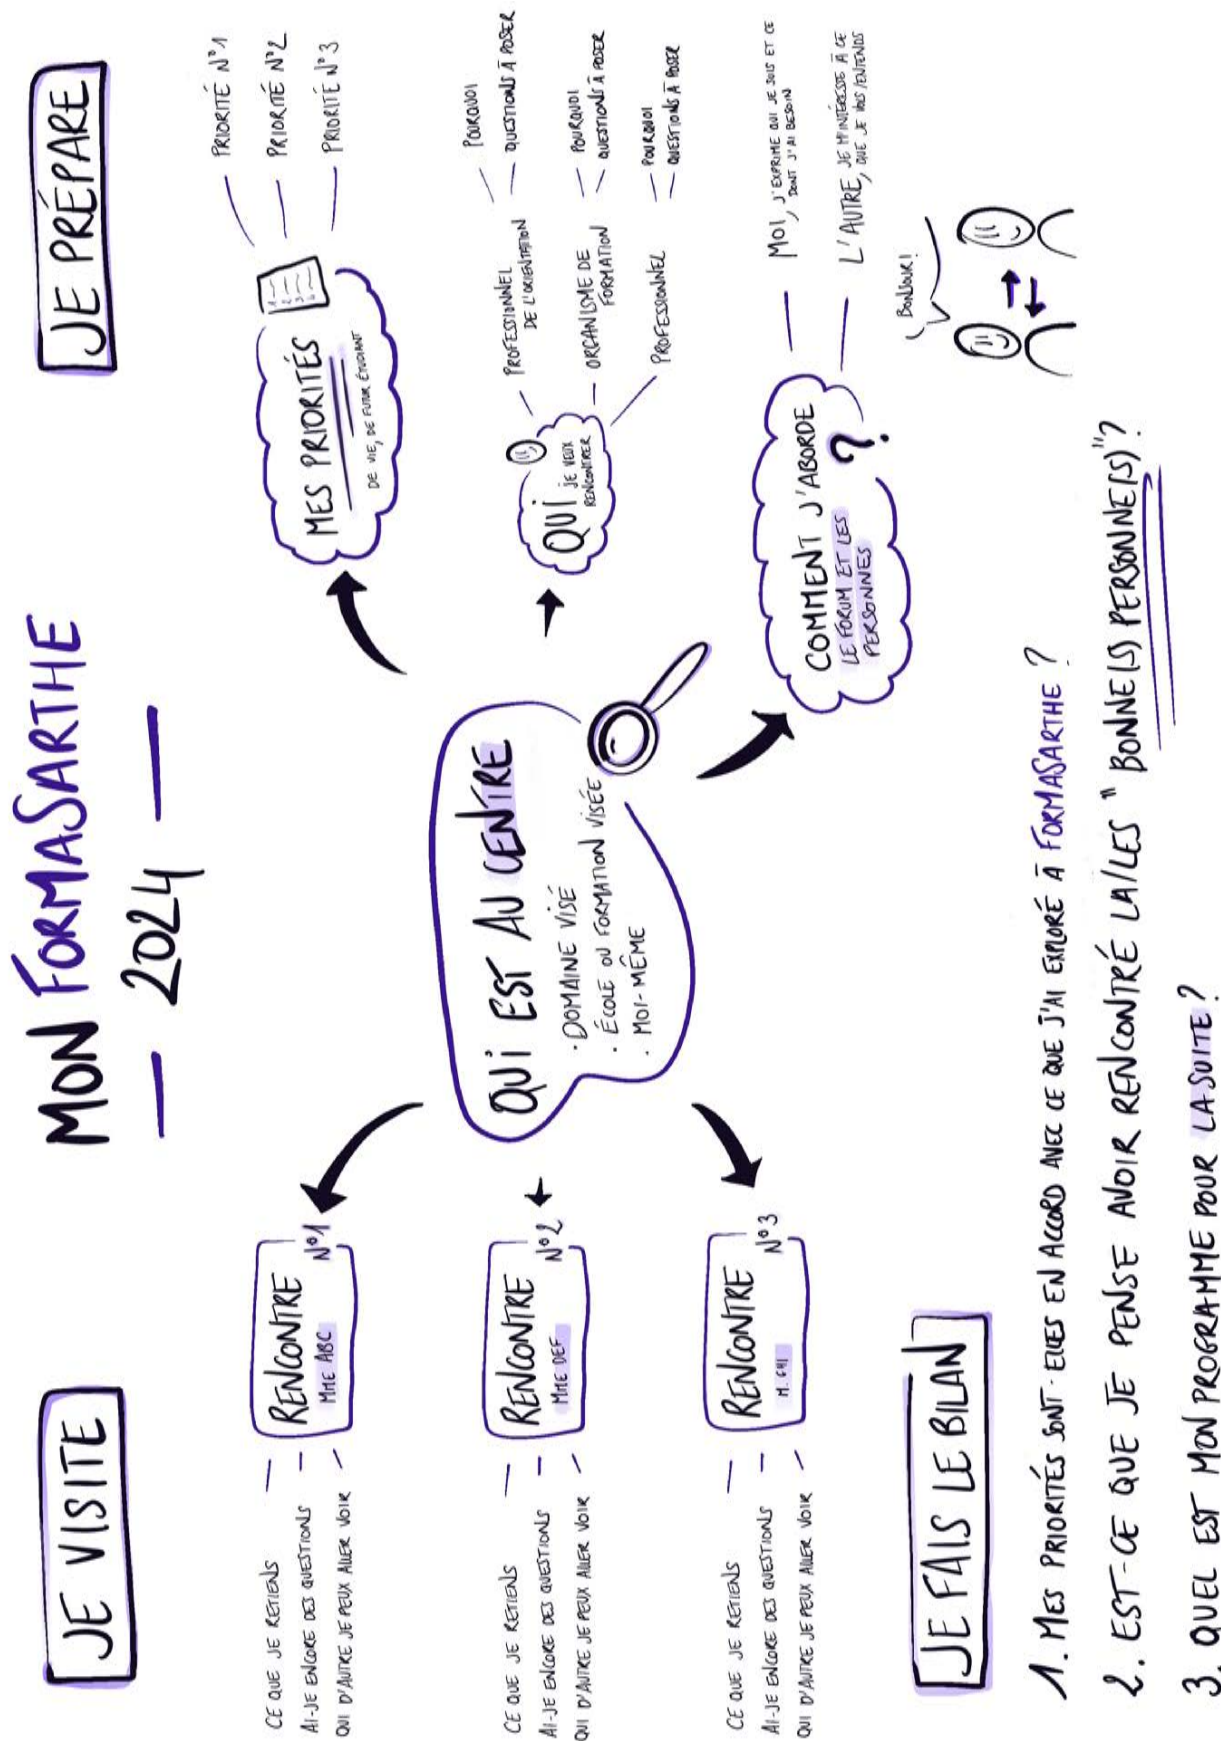 MON FORMASARTHE
2024
JE VISITE
RENCONTRE
N°1
MME ABC
CE QUE JE RETIENS
AI-JE ENCORE DES QUESTIONS
QUI D'AUTRE JE PEUX ALLER VOIR
RENCONTRE
N°2
MME DEF
CE QUE JE RETIENS
AI-JE ENCORE DES QUESTIONS
QUI D'AUTRE JE PEUX ALLER VOIR
RENCONTRE
N°3
M. GHI
CE QUE JE RETIENS
AI-JE ENCORE DES QUESTIONS
QUI D'AUTRE JE PEUX ALLER VOIR
QUI EST AU CENTRE
· DOMAINE VISÉ
· ÉCOLE OU FORMATION VISÉE
· MOI-MÊME
JE PRÉPARE
MES PRIORITÉS
DE VIE, DE FUTUR ÉTUDIANT
PRIORITÉ N°1
PRIORITÉ N°2
PRIORITÉ N°3
QUI
JE VEUX
RENCONTRER
PROFESSIONNEL
DE L'ORIENTATION
POURQUOI
QUESTIONS À POSER
ORGANISME DE
FORMATION
POURQUOI
QUESTIONS À POSER
PROFESSIONNEL
POURQUOI
QUESTIONS À POSER
COMMENT J'ABORDE
LE FORUM ET LES
PERSONNES
?
MOI, J'EXPRIME QUI JE SUIS ET CE
DONT J'AI BESOIN
L'AUTRE, JE M'INTÉRESSE À CE
QUE JE VOIS/ENTENDS
BONJOUR!
JE FAIS LE BILAN
1. MES PRIORITÉS SONT-ELLES EN ACCORD AVEC CE QUE J'AI EXPLORÉ À FORMASARTHE ?
2. EST-CE QUE JE PENSE AVOIR RENCONTRÉ LA/LES "BONNE(S) PERSONNE(S)" ?
3. QUEL EST MON PROGRAMME POUR LA SUITE ?